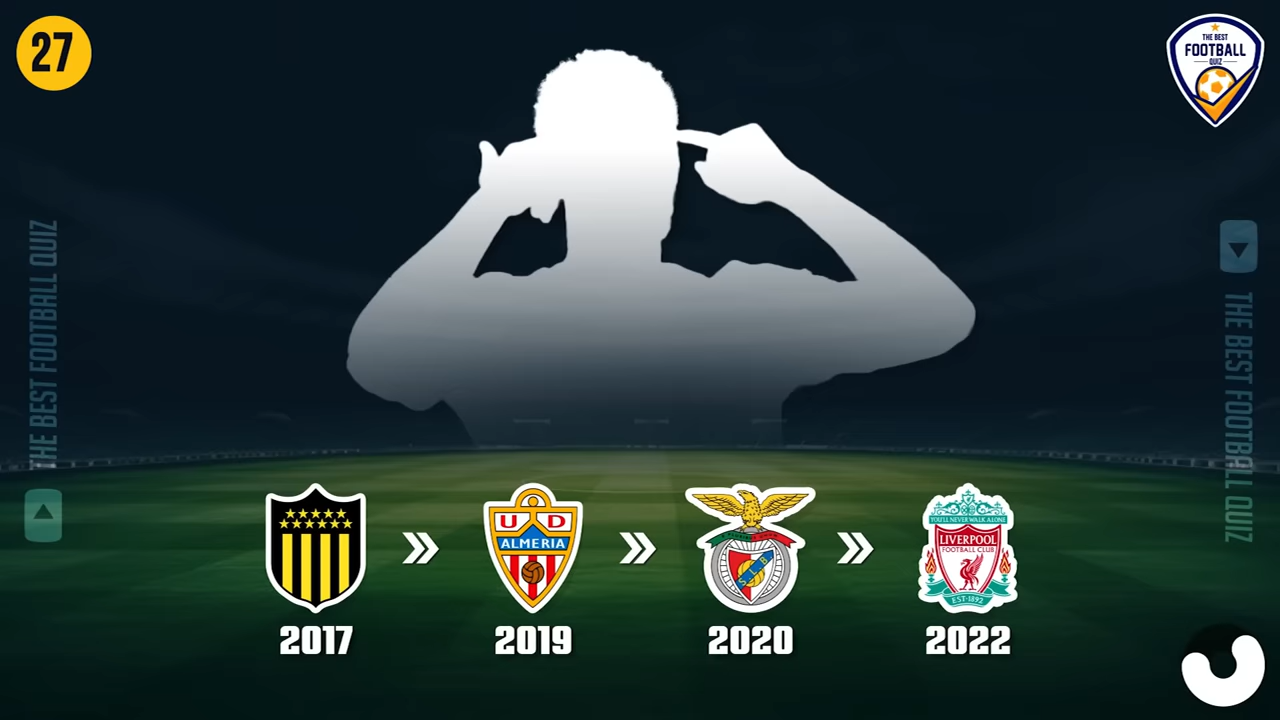 27
THE BEST
FOOTBALL
QUIZ
THE BEST FOOTBALL QUIZ
THE BEST FOOTBALL QUIZ
U D
ALMERIA
SLB
YOU'LL NEVER WALK ALONE
LIVERPOOL
FOOTBALL CLUB
EST·1892
2017
2019
2020
2022